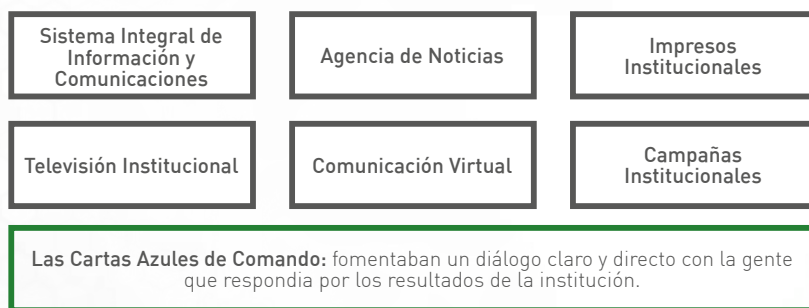 Sistema Integral de
Información y
Comunicaciones
Agencia de Noticias
Impresos
Institucionales
Televisión Institucional
Comunicación Virtual
Campañas
Institucionales
Las Cartas Azules de Comando: fomentaban un diálogo claro y directo con la gente
que respondia por los resultados de la institución.